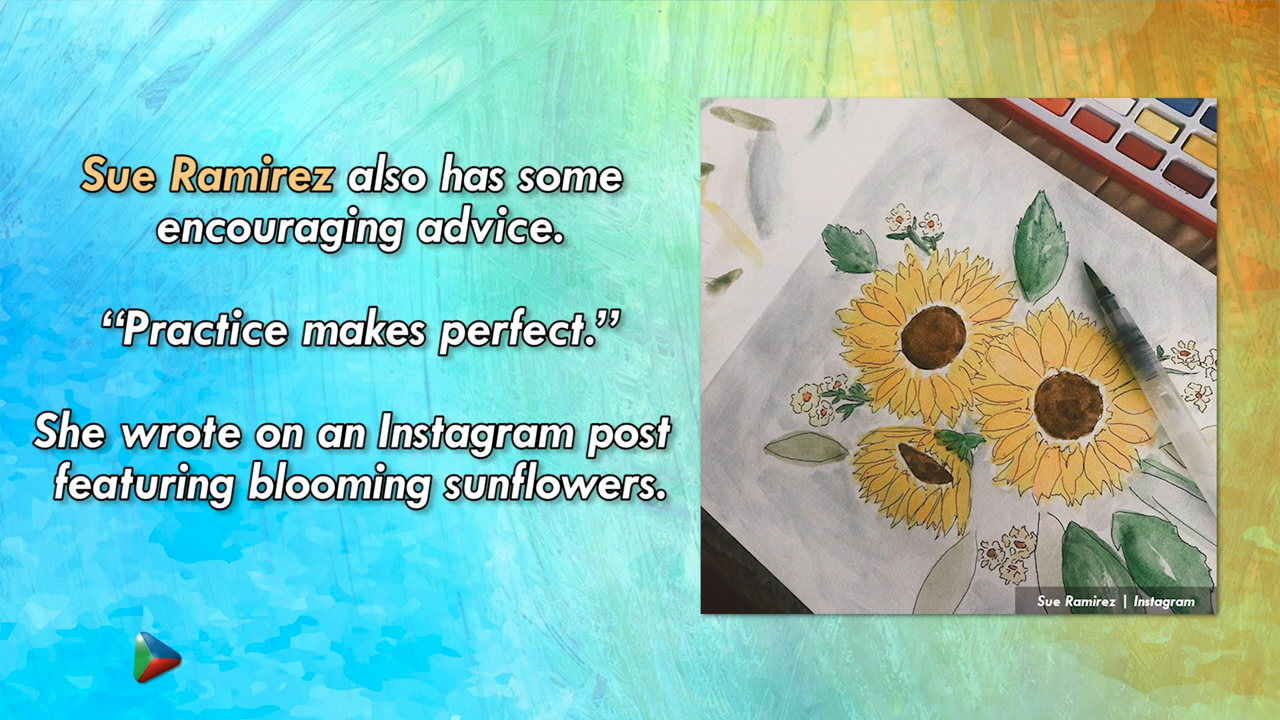 Sue Ramirez also has some
encouraging advice.
“Practice makes perfect.”
She wrote on an Instagram post
featuring blooming sunflowers.
Sue Ramirez | Instagram